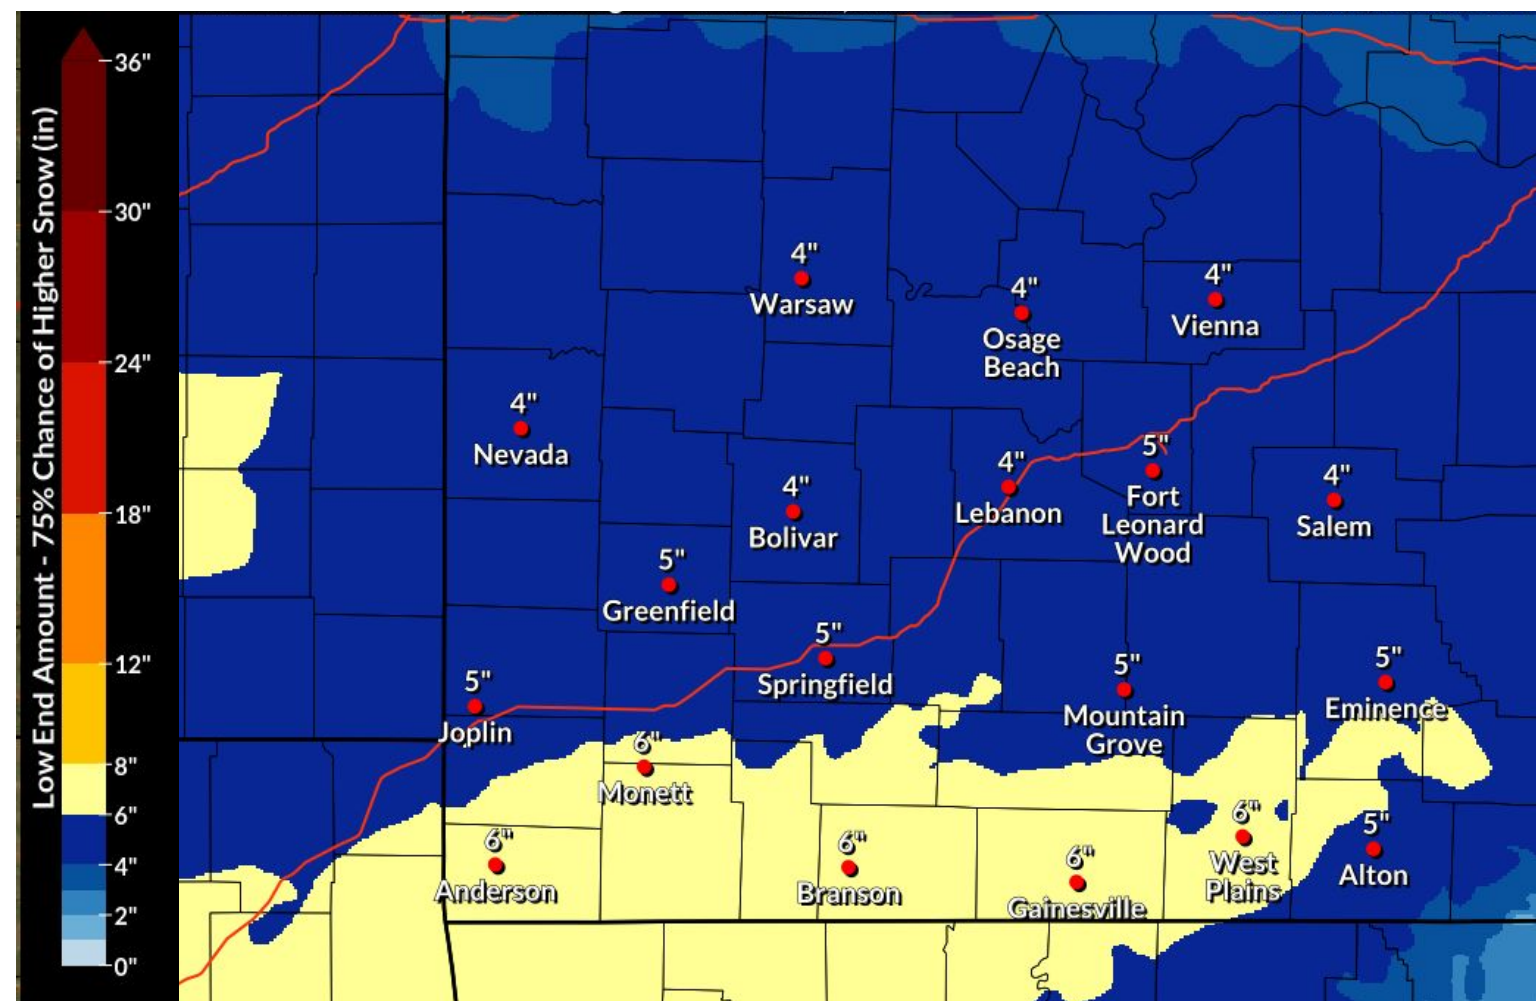 Low End Amount - 75% Chance of Higher Snow (in)
36"
30"
24"
18"
12"
8"
6"
4"
2"
0"
4"
Warsaw
4"
Osage
Beach
4"
Vienna
4"
Nevada
4"
Bolivar
4"
Lebanon
5"
Fort
Leonard
Wood
4"
Salem
5"
Greenfield
5"
Springfield
5"
Joplin
5"
Mountain
Grove
5"
Eminence
6"
Monett
6"
Anderson
6"
Branson
6"
Gainesville
6"
West
Plains
5"
Alton